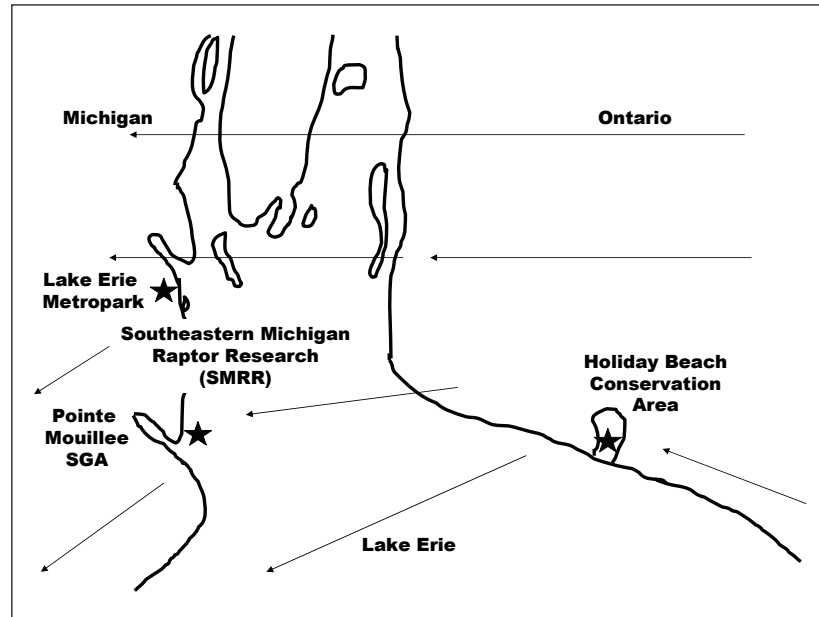 Michigan
Ontario
Lake Erie
Metropark
Southeastern Michigan
Raptor Research
(SMRR)
Holiday Beach
Conservation
Area
Pointe
Mouillee
SGA
Lake Erie